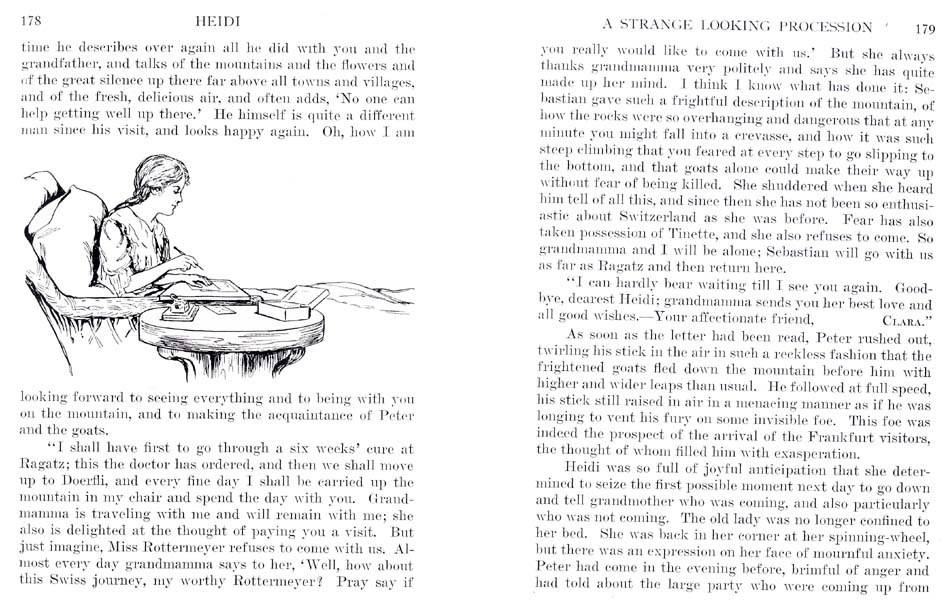 178 HEIDI
time he describes over again all he did with you and the
grandfather, and talks of the mountains and the flowers and
of the great silence up there far above all towns and villages,
and of the fresh, delicious air, and often adds, ‘No one can
help getting well up there.’ He himself is quite a different
man since his visit, and looks happy again. Oh, how I am
looking forward to seeing everything and to being with you
on the mountain, and to making the acquaintance of Peter
and the goats.
“I shall have first to go through a six weeks’ cure at
Ragatz; this the doctor has ordered, and then we shall move
up to Doerfli, and every fine day I shall be carried up the
mountain in my chair and spend the day with you. Grand-
mamma is traveling with me and will remain with me; she
also is delighted at the thought of paying you a visit. But
just imagine, Miss Rottermeyer refuses to come with us. Al-
most every day grandmamma says to her, ‘Well, how about
this Swiss journey, my worthy Rottermeyer? Pray say if
A STRANGE LOOKING PROCESSION 179
you really would like to come with us.’ But she always
thanks grandmamma very politely and says she has quite
made up her mind. I think I know what has done it: Se-
bastian gave such a frightful description of the mountain, of
how the rocks were so overhanging and dangerous that at any
minute you might fall into a crevasse, and how it was such
steep climbing that you feared at every step to go slipping to
the bottom, and that goats alone could make their way up
without fear of being killed. She shuddered when she heard
him tell of all this, and since then she has not been so enthusi-
astic about Switzerland as she was before. Fear has also
taken possession of Tinette, and she also refuses to come. So
grandmamma and I will be alone; Sebastian will go with us
as far as Ragatz and then return here.
“I can hardly bear waiting till I see you again. Good-
bye, dearest Heidi; grandmamma sends you her best love and
all good wishes.—Your affectionate friend, CLARA.”
As soon as the letter had been read, Peter rushed out,
twirling his stick in the air in such a reckless fashion that the
frightened goats fled down the mountain before him with
higher and wider leaps than usual. He followed at full speed,
his stick still raised in air in a menacing manner as if he was
longing to vent his fury on some invisible foe. This foe was
indeed the prospect of the arrival of the Frankfurt visitors,
the thought of whom filled him with exasperation.
Heidi was so full of joyful anticipation that she deter-
mined to seize the first possible moment next day to go down
and tell grandmother who was coming, and also particularly
who was not coming. The old lady was no longer confined to
her bed. She was back in her corner at her spinning-wheel,
but there was an expression on her face of mournful anxiety.
Peter had come in the evening before, brimful of anger and
had told about the large party who were coming up from